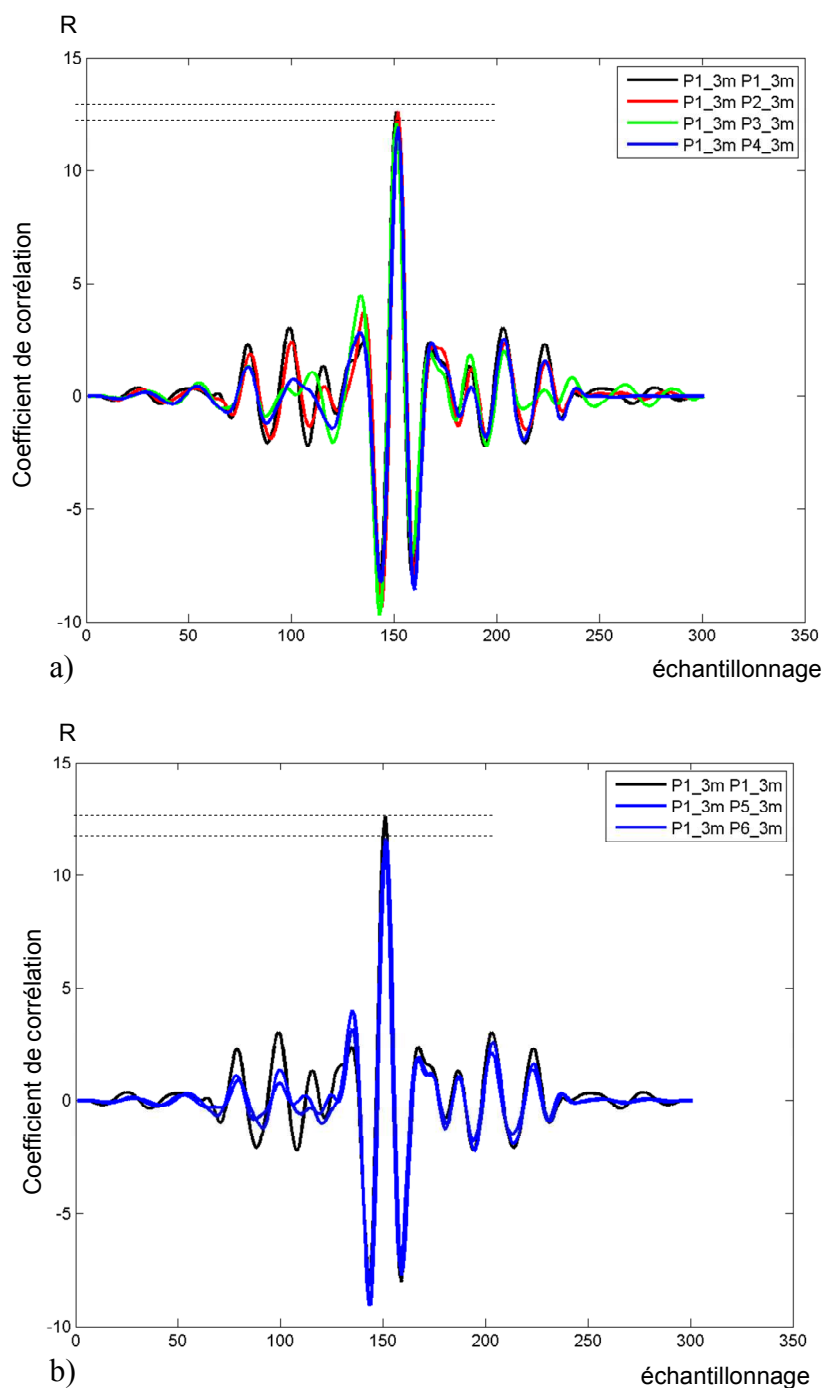 R
15
10
5
0
-5
-10
Coefficient de corrélation
P1_3m P1_3m
P1_3m P2_3m
P1_3m P3_3m
P1_3m P4_3m
0 50 100 150 200 250 300 350
a)
échantillonnage
R
15
10
5
0
-5
-10
Coefficient de corrélation
P1_3m P1_3m
P1_3m P5_3m
P1_3m P6_3m
0 50 100 150 200 250 300 350
b)
échantillonnage